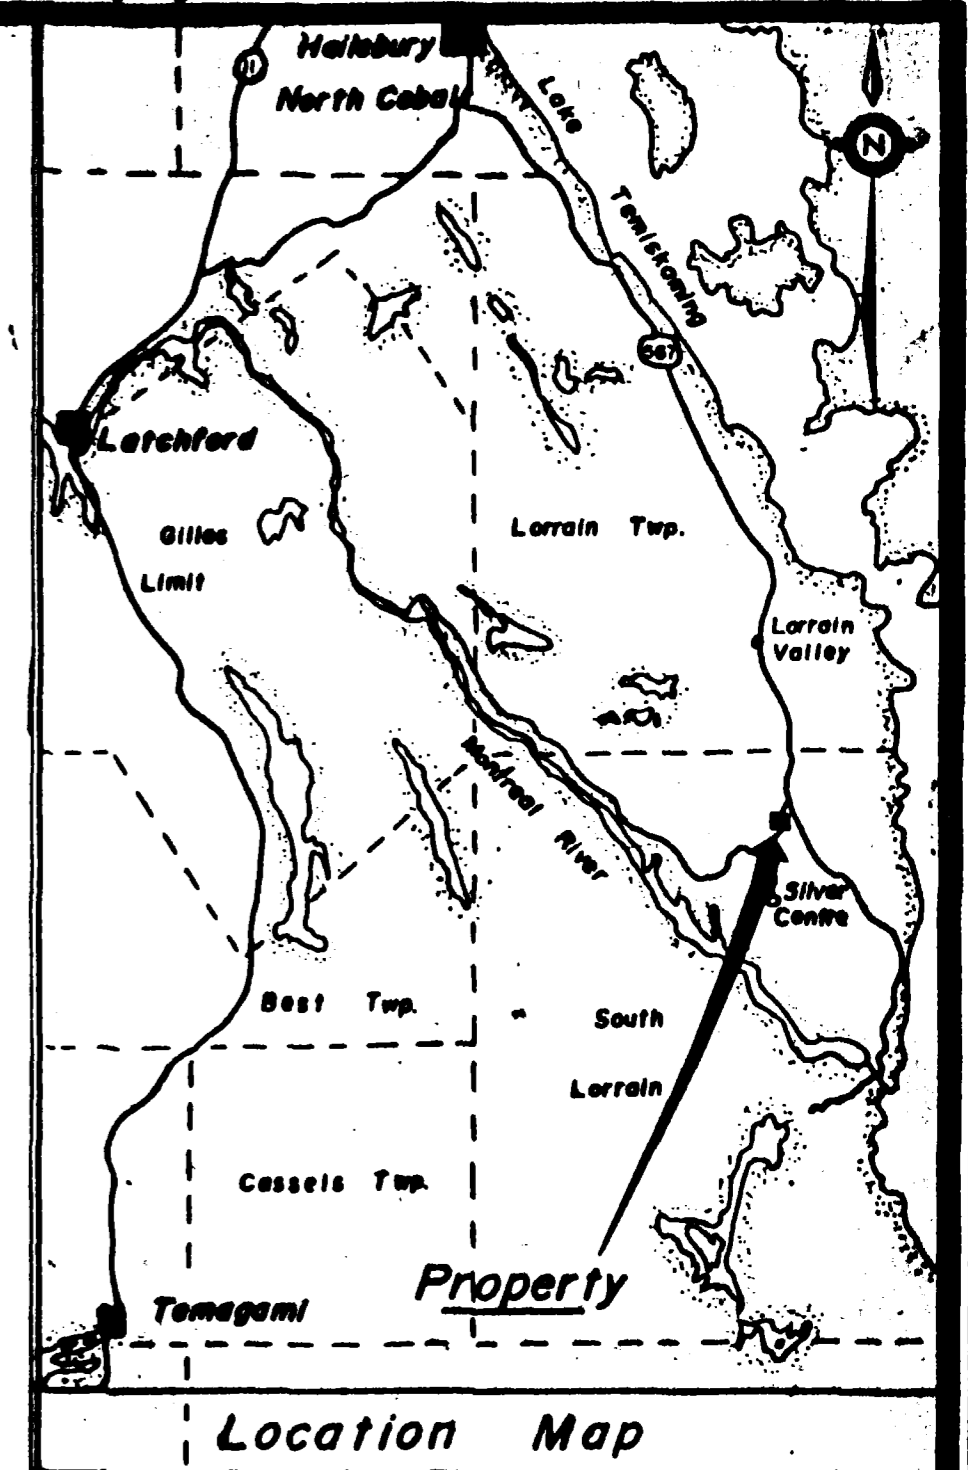 Haileybury
11
North Cobalt
Lake
Temiskaming
N
567
Latchford
Gillies
Limit
Lorrain Twp.
Lorrain
Valley
Montreal
River
Silver
Centre
Best Twp.
South
Lorrain
Cassels Twp.
Property
Temagami
Location Map